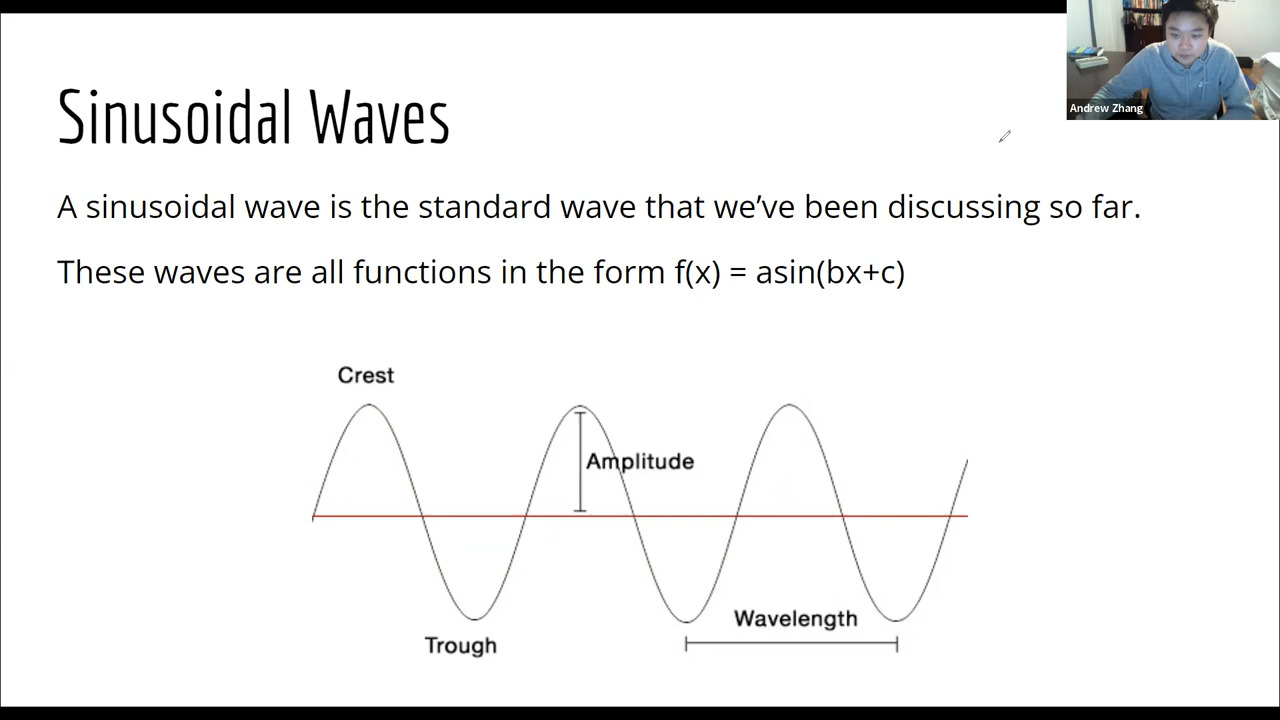 Sinusoidal Waves
Andrew Zhang
A sinusoidal wave is the standard wave that we’ve been discussing so far.
These waves are all functions in the form f(x) = asin(bx+c)
Crest
Amplitude
Wavelength
Trough